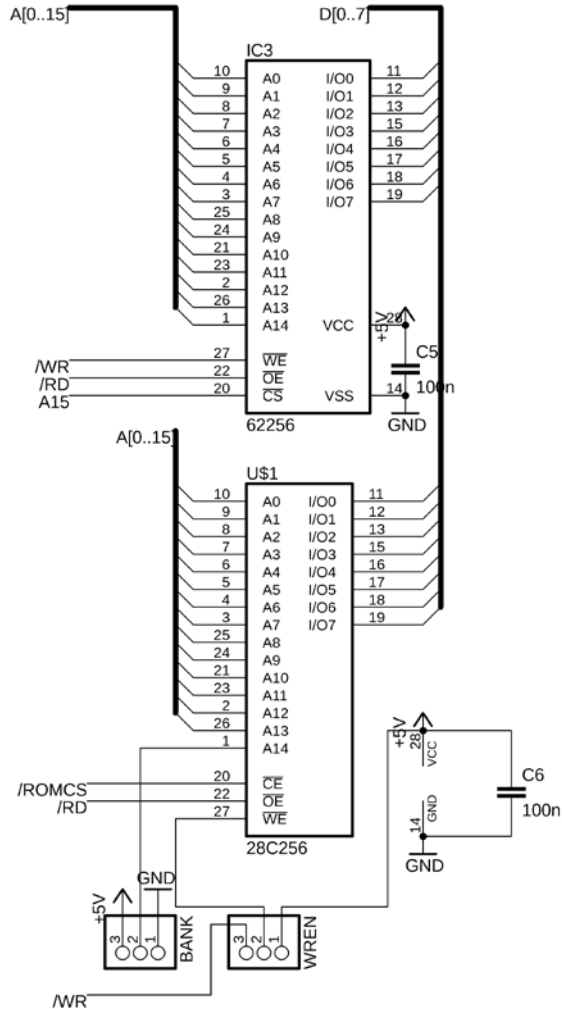 A[0..15]
D[0..7]
IC3
10 A0 I/O0 11
9 A1 I/O1 12
8 A2 I/O2 13
7 A3 I/O3 15
6 A4 I/O4 16
5 A5 I/O5 17
4 A6 I/O6 18
3 A7 I/O7 19
25 A8
24 A9
21 A10
23 A11
2 A12
26 A13
1 A14 VCC 28
+5V
C5
100n
/WR 27 WE
/RD 22 OE
A15 20 CS VSS 14
GND
62256
A[0..15]
U$1
10 A0 I/O0 11
9 A1 I/O1 12
8 A2 I/O2 13
7 A3 I/O3 15
6 A4 I/O4 16
5 A5 I/O5 17
4 A6 I/O6 18
3 A7 I/O7 19
25 A8
24 A9
21 A10
23 A11
2 A12
26 A13
1 A14
/ROMCS 20 CE
/RD 22 OE
27 WE
28C256
+5V
28 VCC
C6
100n
14 GND
GND
GND
+5V
3 2 1 BANK
3 2 1 WREN
/WR